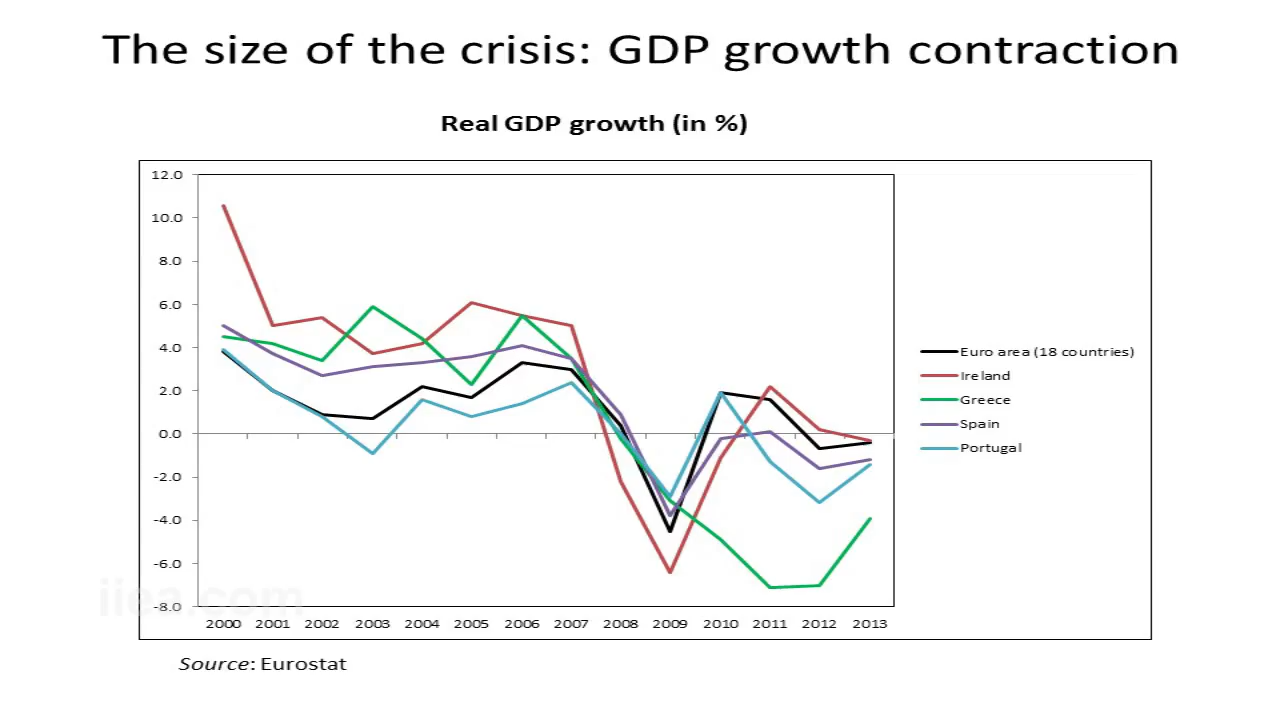 The size of the crisis: GDP growth contraction
Real GDP growth (in %)
12.0
10.0
8.0
6.0
4.0
2.0
0.0
-2.0
-4.0
-6.0
-8.0
2000 2001 2002 2003 2004 2005 2006 2007 2008 2009 2010 2011 2012 2013
Euro area (18 countries)
Ireland
Greece
Spain
Portugal
iiea.com
Source: Eurostat